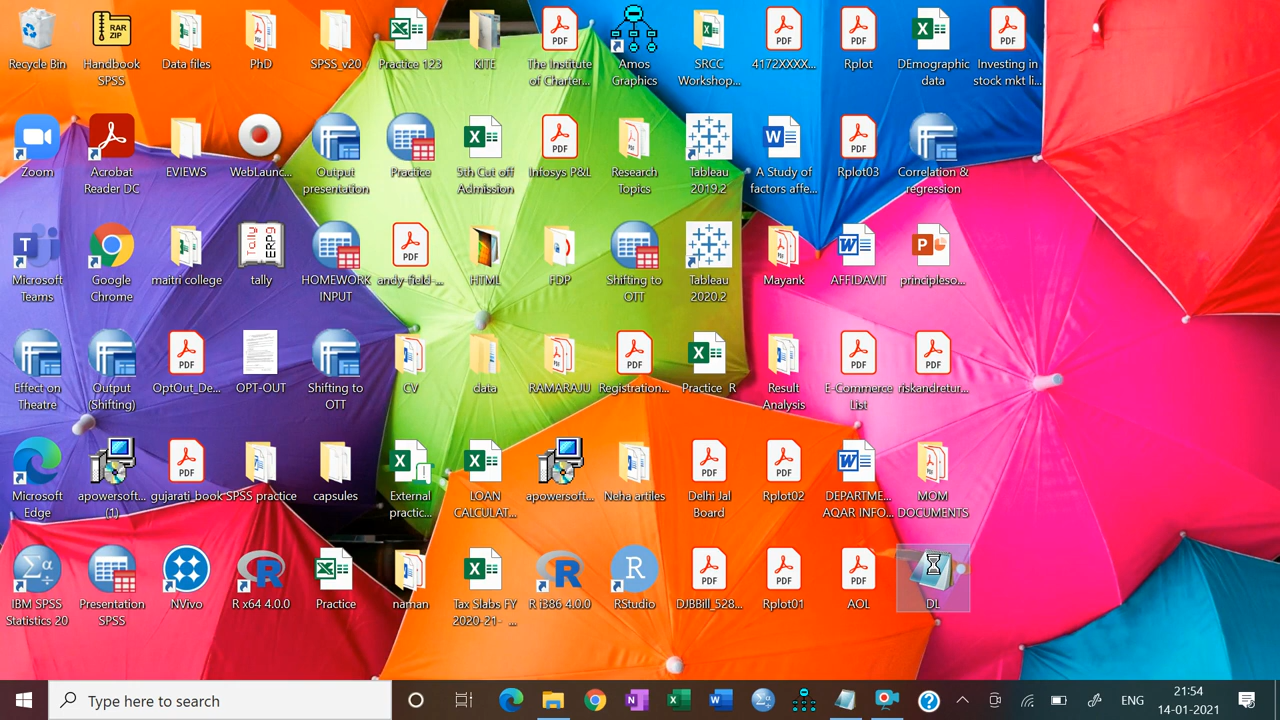 Recycle Bin
Handbook
SPSS
Data files
PhD
SPSS_v20
Practice 123
KITE
The Institute
of Charter...
Amos
Graphics
SRCC
Workshop...
4172XXXX...
Rplot
DEmographic
data
Investing in
stock mkt li...
Zoom
Acrobat
Reader DC
EVIEWS
WebLaunc...
Output
presentation
Practice
5th Cut off
Admission
Infosys P&L
Research
Topics
Tableau
2019.2
A Study of
factors affe...
Rplot03
Correlation &
regression
Microsoft
Teams
Google
Chrome
maitri college
tally
HOMEWORK
INPUT
andy-field-...
HTML
FDP
Shifting to
OTT
Tableau
2020.2
Mayank
AFFIDAVIT
principleso...
Effect on
Theatre
Output
(Shifting)
OptOut_De...
OPT-OUT
Shifting to
OTT
CV
data
RAMARAJU
Registration...
Practice_R
Result
Analysis
E-Commerce
List
riskandretur...
Microsoft
Edge
apowersoft...
(1)
gujarati_book
SPSS practice
capsules
External
practic...
LOAN
CALCULAT...
apowersoft...
Neha artiles
Delhi Jal
Board
Rplot02
DEPARTME...
AQAR INFO...
MOM
DOCUMENTS
IBM SPSS
Statistics 20
Presentation
SPSS
NVivo
R x64 4.0.0
Practice
naman
Tax Slabs FY
2020-21- ...
R i386 4.0.0
RStudio
DJBBill_528...
Rplot01
AOL
DL
Type here to search
ENG
21:54
14-01-2021